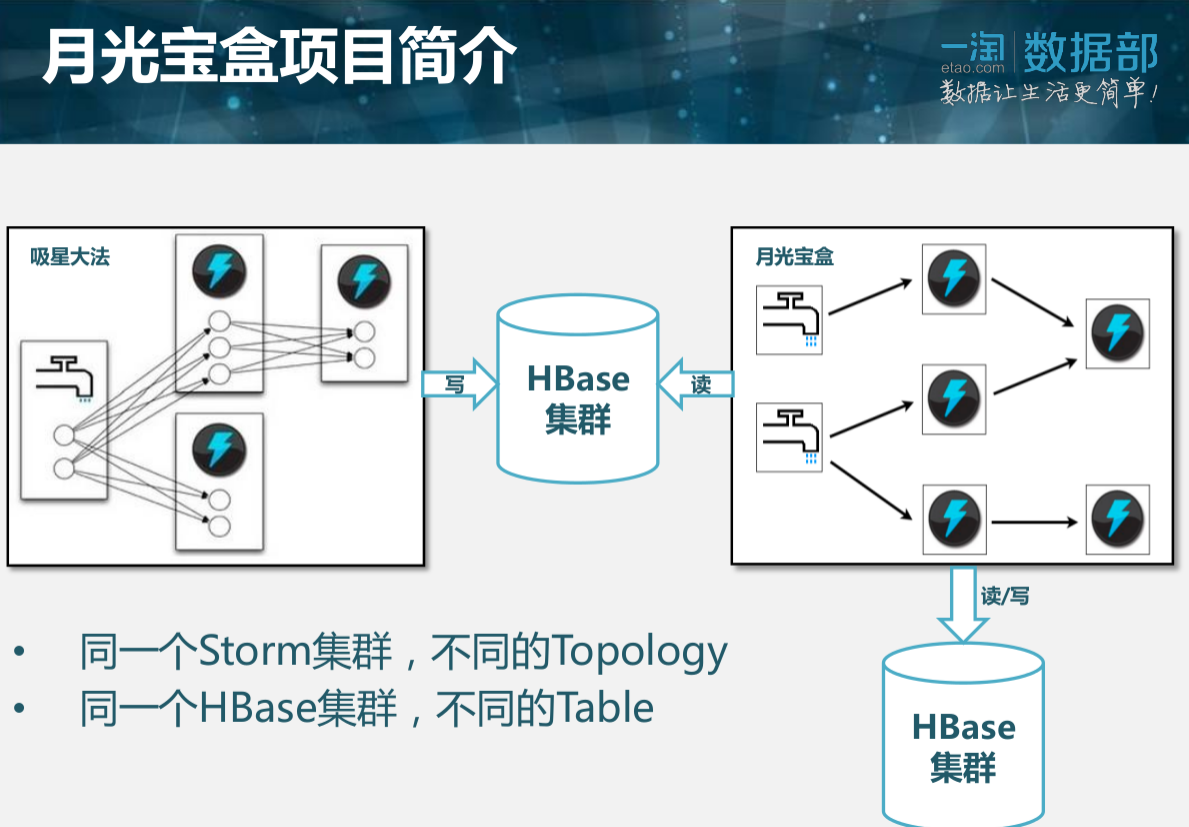 月光宝盒项目简介
一淘 数据部
etao.com
数据让生活更简单!
吸星大法
月光宝盒
写
HBase
集群
读
读/写
• 同一个Storm集群，不同的Topology
• 同一个HBase集群，不同的Table
HBase
集群